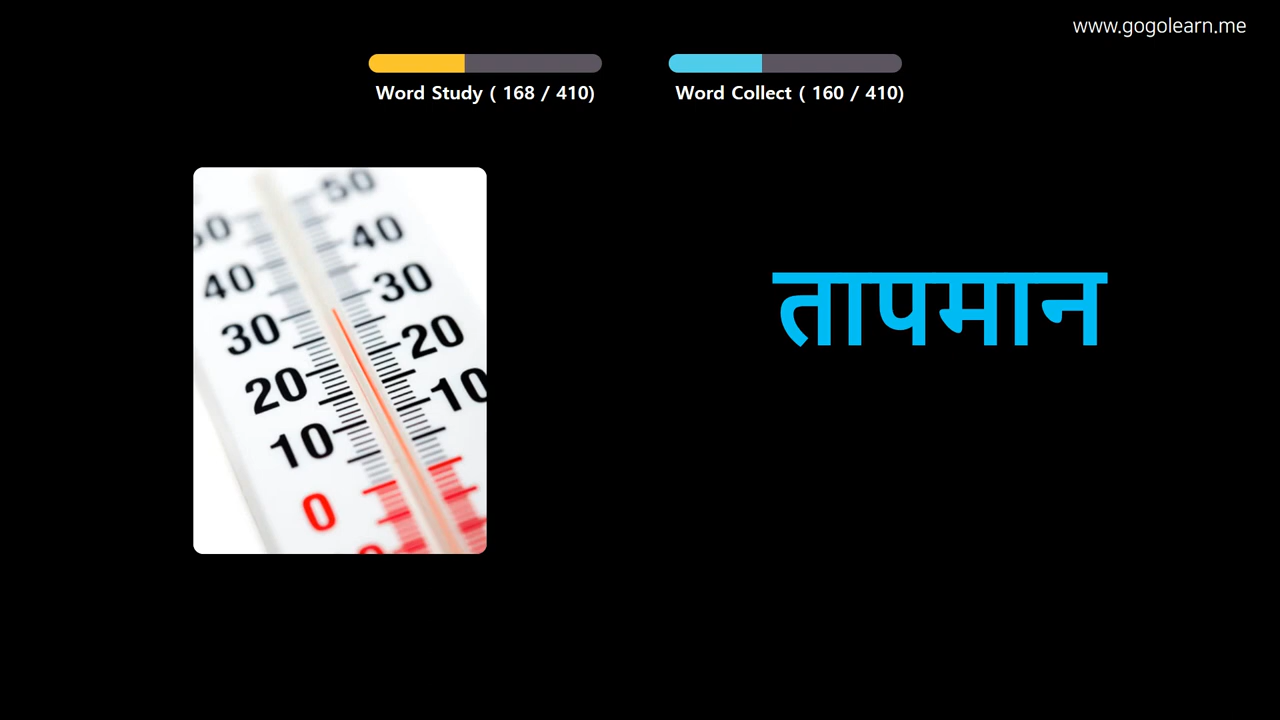 www.gogolearn.me
Word Study ( 168 / 410)
Word Collect ( 160 / 410)
50
50
40
40
30
30
20
20
10
10
0
तापमान